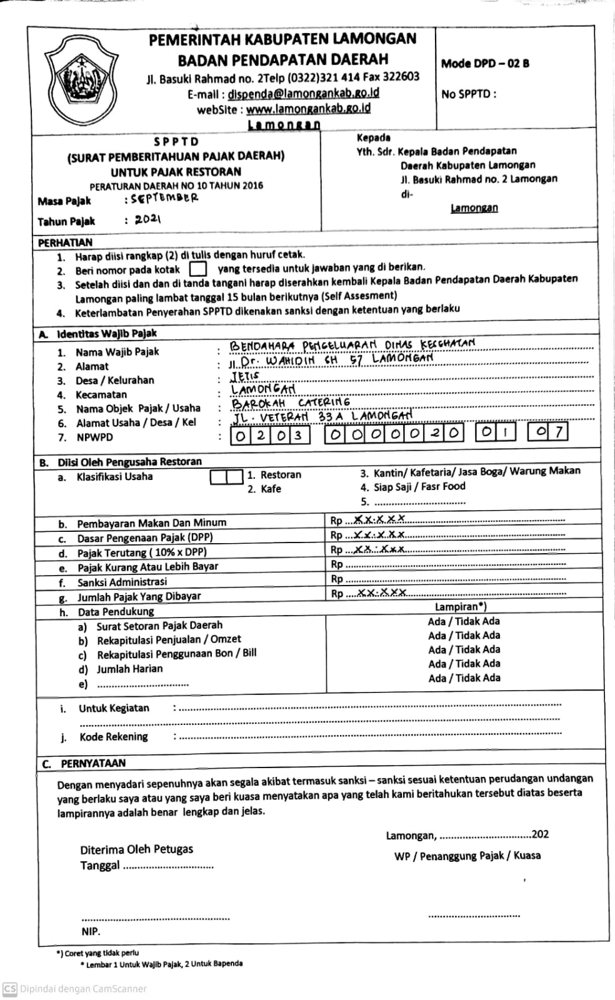 PEMERINTAH KABUPATEN LAMONGAN
BADAN PENDAPATAN DAERAH
Jl. Basuki Rahmad no. 2Telp (0322)321 414 Fax 322603
E-mail : dispenda@lamongankab.go.Id
webSite : www.lamongankab.go.id
Lamongan
Mode DPD – 02 B
No SPPTD :
S P P T D
(SURAT PEMBERITAHUAN PAJAK DAERAH)
UNTUK PAJAK RESTORAN
PERATURAN DAERAH NO 10 TAHUN 2016
Masa Pajak : SEPTEMBER
Tahun Pajak : 2021
Kepada
Yth. Sdr. Kepala Badan Pendapatan
Daerah Kabupaten Lamongan
Jl. Basuki Rahmad no. 2 Lamongan
di-
Lamongan
PERHATIAN
1. Harap diisi rangkap (2) di tulis dengan huruf cetak.
2. Beri nomor pada kotak yang tersedia untuk jawaban yang di berikan.
3. Setelah diisi dan dan di tanda tangani harap diserahkan kembali Kepala Badan Pendapatan Daerah Kabupaten
Lamongan paling lambat tanggal 15 bulan berikutnya (Self Assesment)
4. Keterlambatan Penyerahan SPPTD dikenakan sanksi dengan ketentuan yang berlaku
A. Identitas Wajib Pajak
1. Nama Wajib Pajak : BENDAHARA PENGELUARAN DINAS KESEHATAN
2. Alamat : Jl. Dr. WAHIDIN SH 57 LAMONGAN
3. Desa / Kelurahan : JETIS
4. Kecamatan : LAMONGAN
5. Nama Objek Pajak / Usaha : BAROKAH CATERING
6. Alamat Usaha / Desa / Kel : JL. VETERAN 33 A LAMONGAN
7. NPWPD : 0203 0000020 01 07
B. Diisi Oleh Pengusaha Restoran
a. Klasifikasi Usaha 1. Restoran 3. Kantin/ Kafetaria/ Jasa Boga/ Warung Makan
2. Kafe 4. Siap Saji / Fasr Food
5. ................................
b. Pembayaran Makan Dan Minum Rp ...XX.XXX...
c. Dasar Pengenaan Pajak (DPP) Rp ...XX.XXX...
d. Pajak Terutang ( 10% x DPP) Rp ...XX.XXX...
e. Pajak Kurang Atau Lebih Bayar Rp ................................
f. Sanksi Administrasi Rp ................................
g. Jumlah Pajak Yang Dibayar Rp ....XX.XXX...
h. Data Pendukung Lampiran*)
a) Surat Setoran Pajak Daerah Ada / Tidak Ada
b) Rekapitulasi Penjualan / Omzet Ada / Tidak Ada
c) Rekapitulasi Penggunaan Bon / Bill Ada / Tidak Ada
d) Jumlah Harian Ada / Tidak Ada
e) ................................ Ada / Tidak Ada
i. Untuk Kegiatan : ................................
................................
j. Kode Rekening : ................................
C. PERNYATAAN
Dengan menyadari sepenuhnya akan segala akibat termasuk sanksi – sanksi sesuai ketentuan perudangan undangan
yang berlaku saya atau yang saya beri kuasa menyatakan apa yang telah kami beritahukan tersebut diatas beserta
lampirannya adalah benar lengkap dan jelas.
Lamongan, ................................202
Diterima Oleh Petugas
WP / Penanggung Pajak / Kuasa
Tanggal ................................
................................
................................
NIP.
*) Coret yang tidak perlu
* Lembar 1 Untuk Wajib Pajak, 2 Untuk Bapenda
CS Dipindai dengan CamScanner